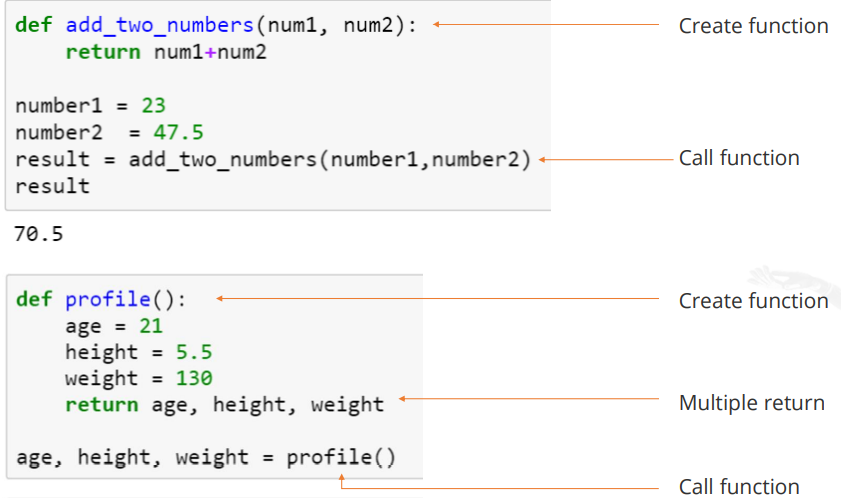 def add_two_numbers(num1, num2):
Create function
    return num1+num2
number1 = 23
number2  = 47.5
result = add_two_numbers(number1,number2)
Call function
result
70.5
def profile():
Create function
    age = 21
    height = 5.5
    weight = 130
    return age, height, weight
Multiple return
age, height, weight = profile()
Call function